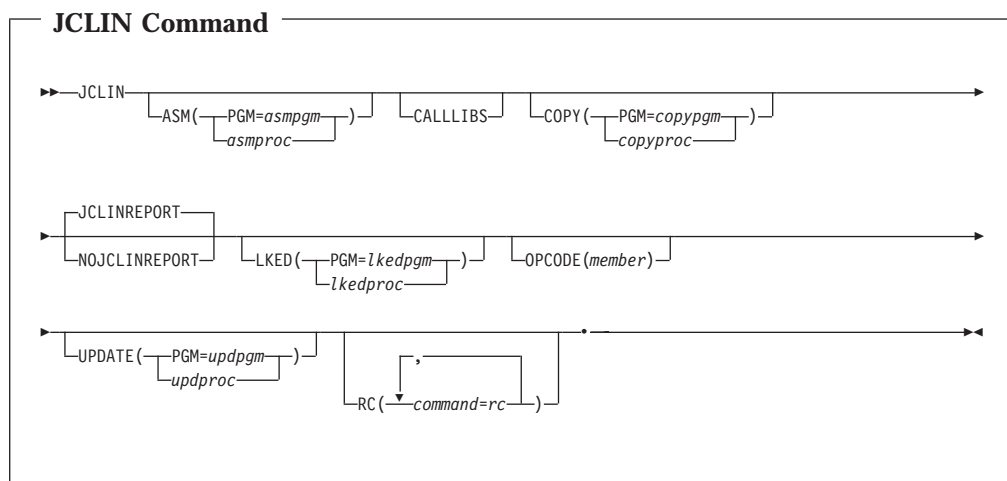 JCLIN Command
JCLIN
ASM( PGM=asmpgm )
asmproc
CALLLIBS
COPY( PGM=copypgm )
copyproc
JCLINREPORT
NOJCLINREPORT
LKED( PGM=lkedpgm )
lkedproc
OPCODE(member)
UPDATE( PGM=updpgm )
updproc
RC( command=rc )
,
.